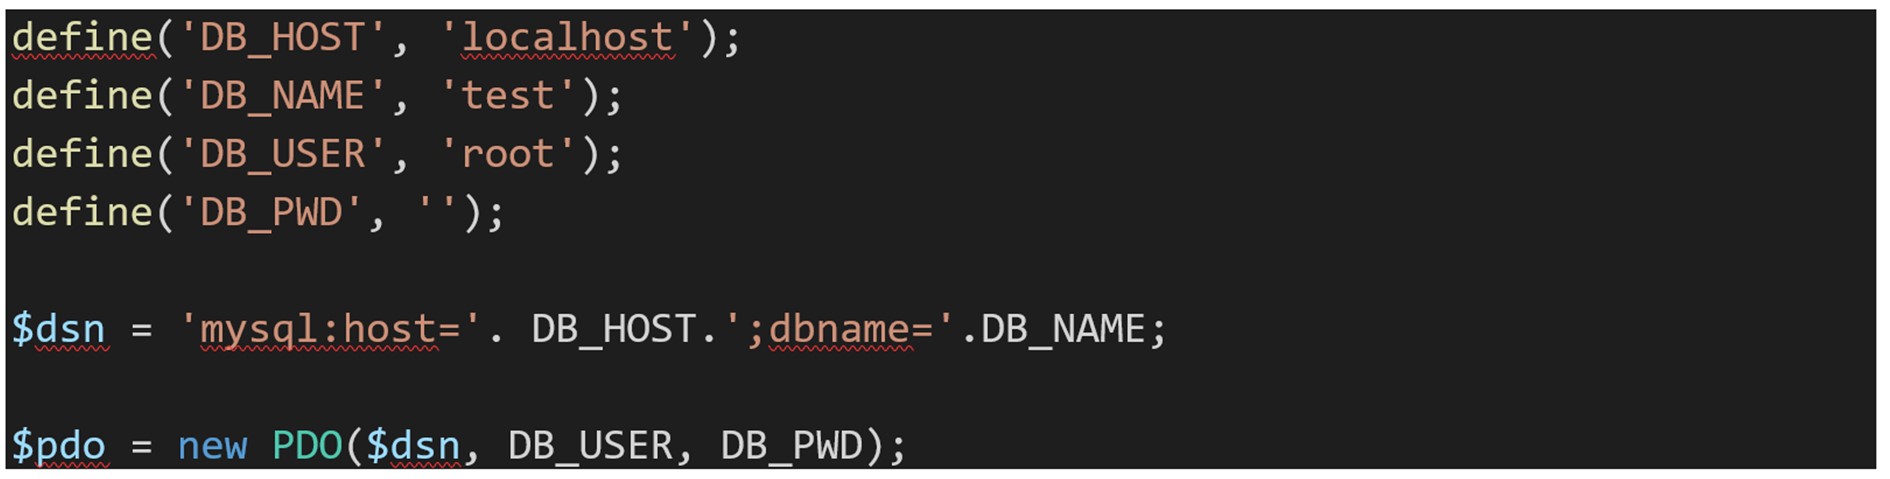 define('DB_HOST', 'localhost');
define('DB_NAME', 'test');
define('DB_USER', 'root');
define('DB_PWD', '');
$dsn = 'mysql:host='. DB_HOST.';dbname='.DB_NAME;
$pdo = new PDO($dsn, DB_USER, DB_PWD);